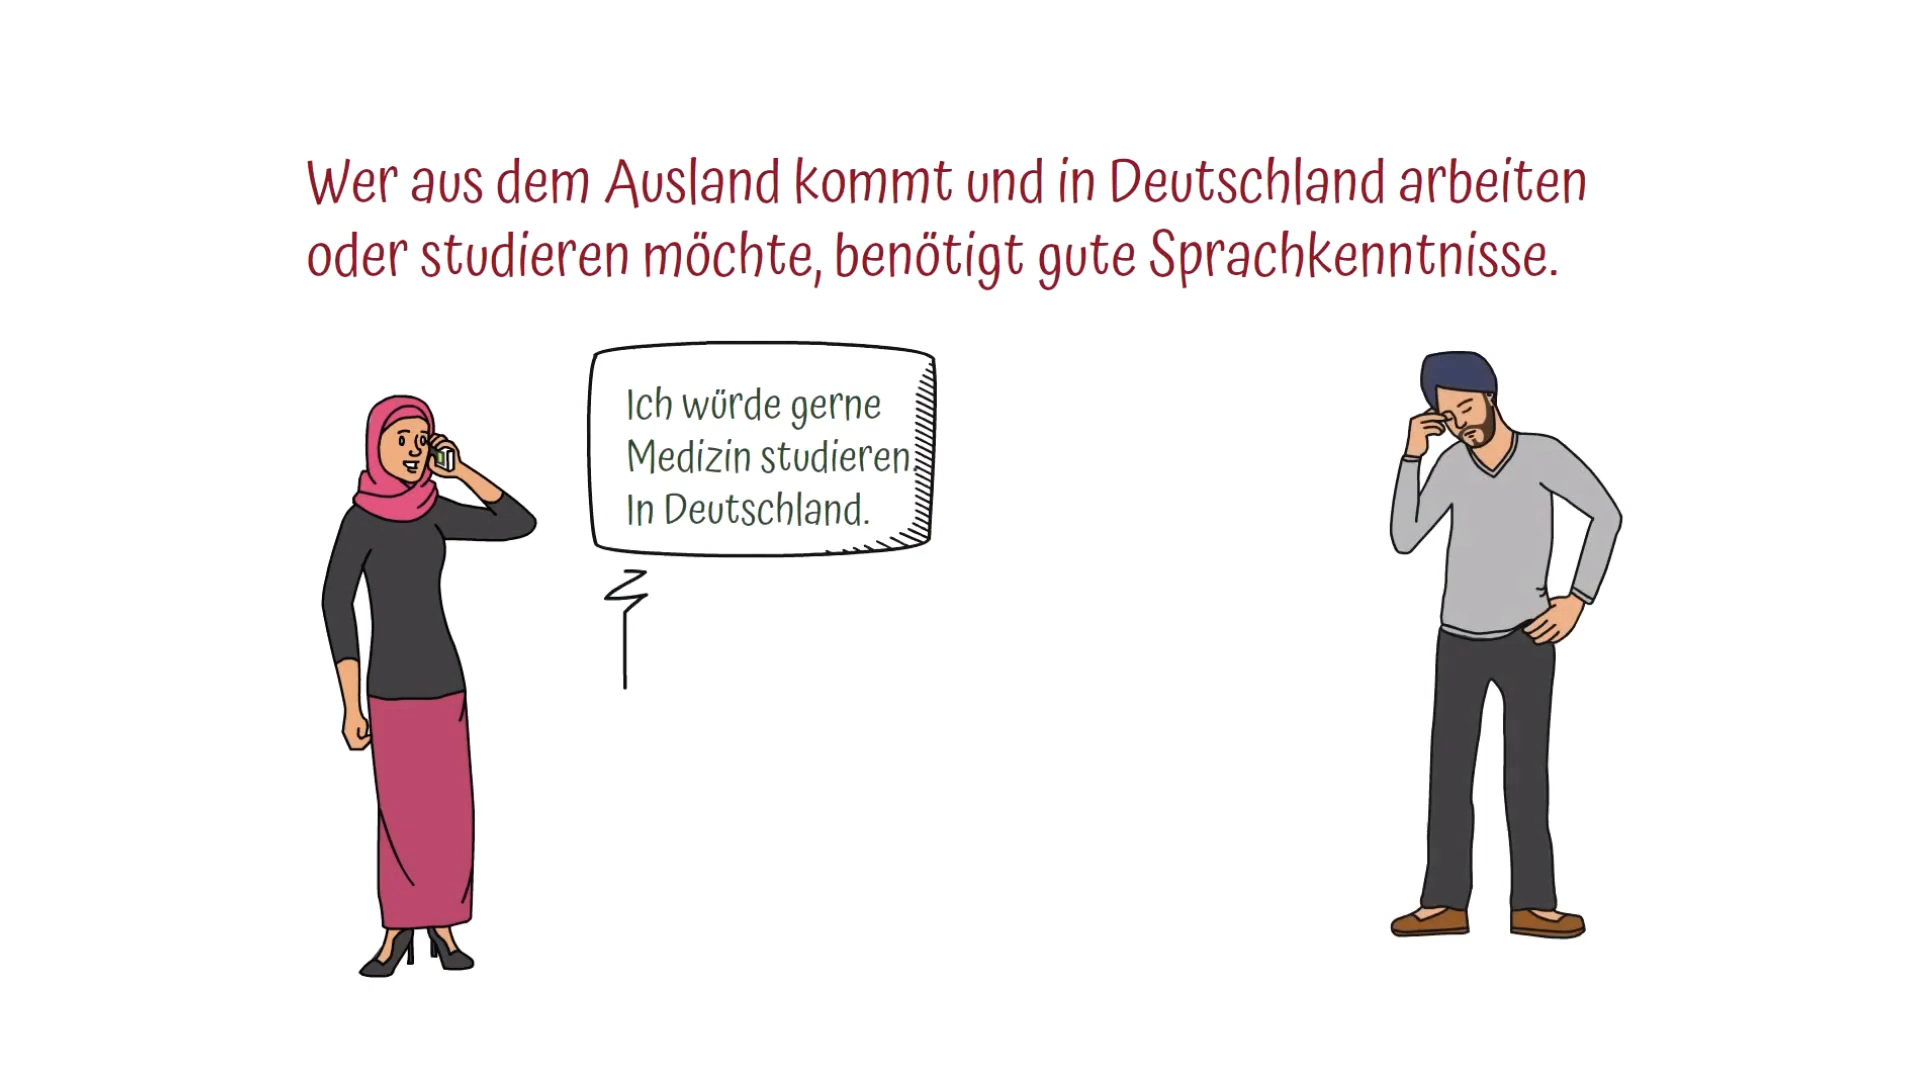 Wer aus dem Ausland kommt und in Deutschland arbeiten
oder studieren möchte, benötigt gute Sprachkenntnisse.
Ich würde gerne
Medizin studieren.
In Deutschland.